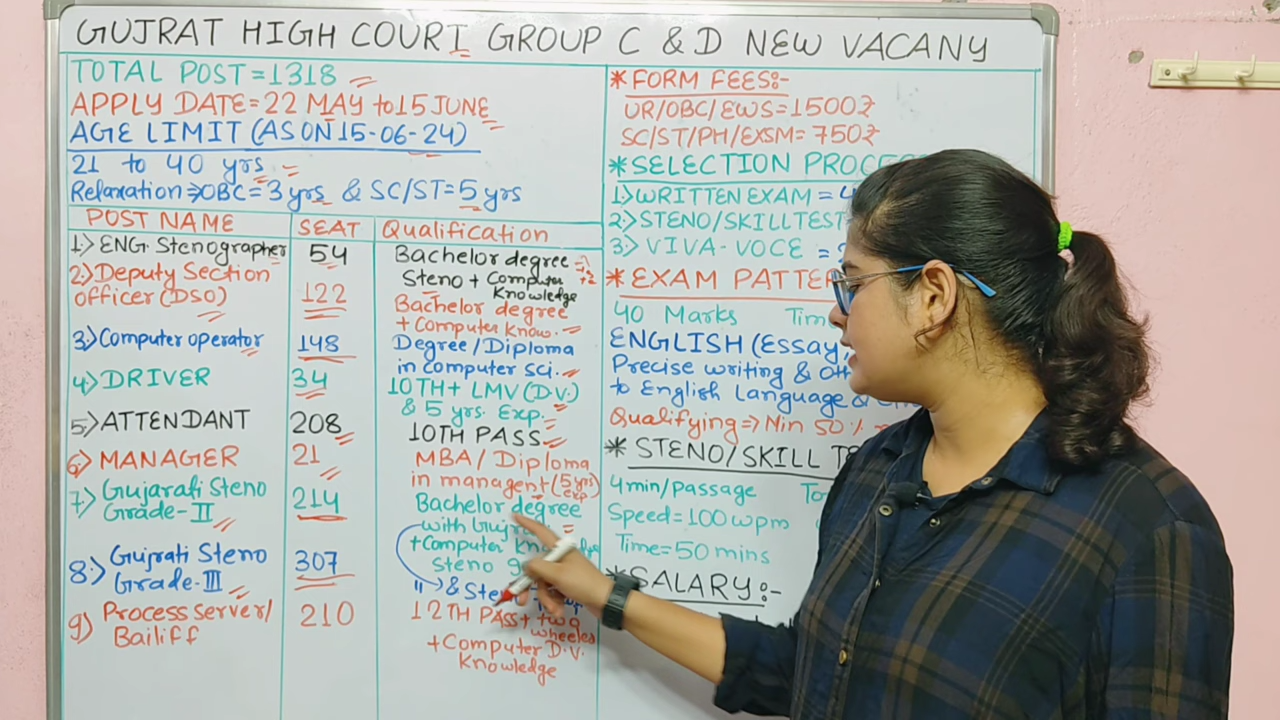 GUJRAT HIGH COURT GROUP C & D NEW VACANY
TOTAL POST = 1318
APPLY DATE = 22 MAY to 15 JUNE
AGE LIMIT (AS ON 15-06-24)
21 to 40 yrs
Relaxation ⇒ OBC = 3 yrs & SC/ST = 5 yrs
POST NAME SEAT Qualification
1) ENG. Stenographer 54 Bachelor degree
Steno + Computer
Knowledge
2) Deputy Section
officer (DSO) 122 Bachelor degree
+ Computer Know.
3) Computer operator 148 Degree/Diploma
in computer sci.
4) DRIVER 34 10TH + LMV (D.V.)
& 5 yrs. Exp.
5) ATTENDANT 208 10TH PASS
6) MANAGER 21 MBA/Diploma
in managent (5 yrs)
exp
7) Gujarati Steno
Grade-II 214 Bachelor degree
with
+ Computer
Steno
8) Gujrati Steno
Grade-III 307 " &
9) Process server/
Bailiff 210 12TH PASS + two
wheeles
+ Computer D.V.
Knowledge
* FORM FEES:-
UR/OBC/EWS = 1500₹
SC/ST/PH/EXSM = 750₹
* SELECTION
1) WRITTEN EXAM =
2) STENO/SKILL TEST
3) VIVA-VOCE =
* EXAM
40 Marks
ENGLISH (Essay,
Precise writing &
to English Language &
Qualifying ⇒ Min 50%
* STENO/SKILL
4min/passage
Speed = 100 wpm
Time = 50 mins
* SALARY:-